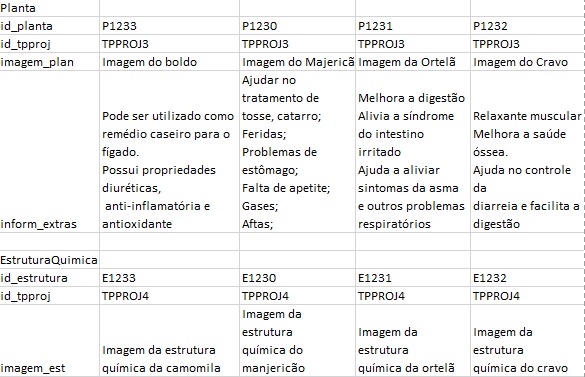 Planta
id_planta P1233 P1230 P1231 P1232
id_tpproj TPPROJ3 TPPROJ3 TPPROJ3 TPPROJ3
imagem_plan Imagem do boldo Imagem do Majericã Imagem da Ortelã Imagem do Cravo
inform_extras
Pode ser utilizado como
remédio caseiro para o
fígado.
Possui propriedades
diuréticas,
anti-inflamatória e
antioxidante
Ajudar no
tratamento de
tosse, catarro;
Feridas;
Problemas de
estômago;
Falta de apetite;
Gases;
Aftas;
Melhora a digestão
Alivia a síndrome
do intestino
irritado
Ajuda a aliviar
sintomas da asma
e outros problemas
respiratórios
Relaxante muscular
Melhora a saúde
óssea.
Ajuda no controle
da
diarreia e facilita a
digestão
EstruturaQuimica
id_estrutura E1233 E1230 E1231 E1232
id_tpproj TPPROJ4 TPPROJ4 TPPROJ4 TPPROJ4
imagem_est
Imagem da estrutura
química da camomila
Imagem da
estrutura
química do
manjericão
Imagem da
estrutura
química da ortelã
Imagem da
estrutura
química do cravo